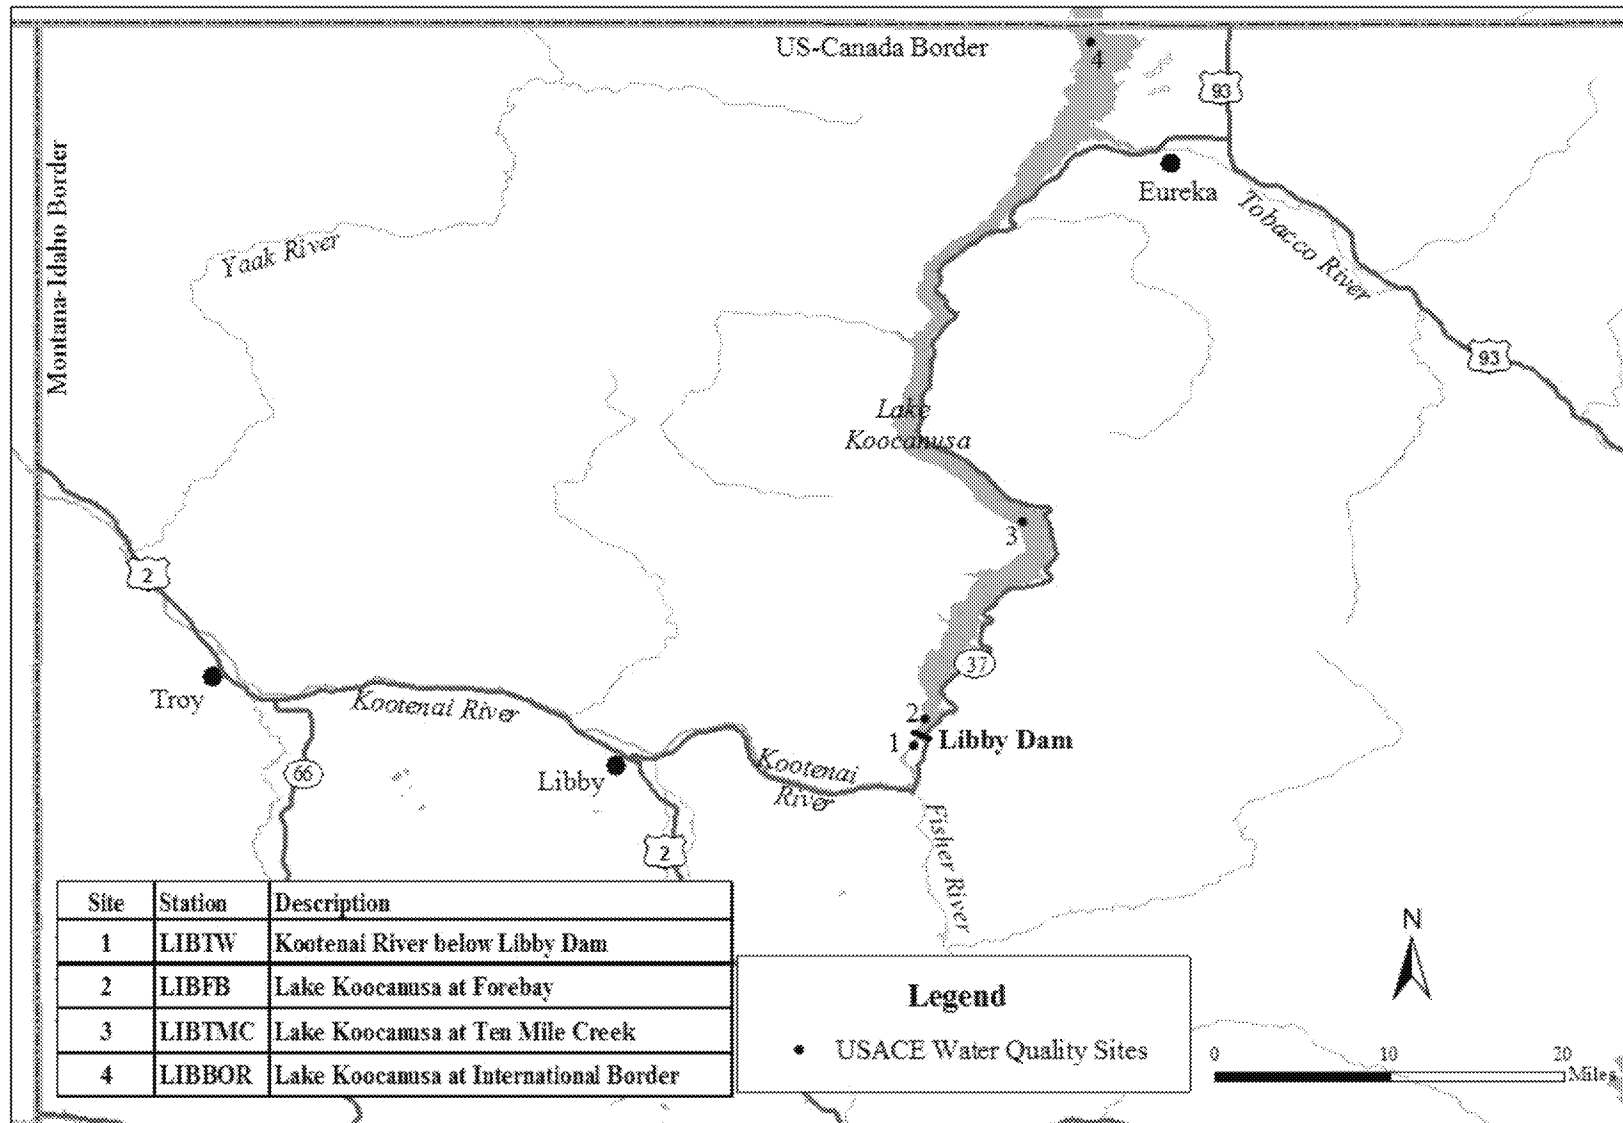 US-Canada Border
4
93
Montana-Idaho Border
Eureka
Tobacco River
Yaak River
93
Lake
Koocanusa
3
2
37
Troy
Kootenai River
2
1
Libby Dam
66
Libby
Kootenai
River
2
Fisher River
Site Station Description
1 LIBTW Kootenai River below Libby Dam
2 LIBFB Lake Koocanusa at Forebay
3 LIBTMC Lake Koocanusa at Ten Mile Creek
4 LIBBOR Lake Koocanusa at International Border
Legend
USACE Water Quality Sites
N
0 10 20
Miles